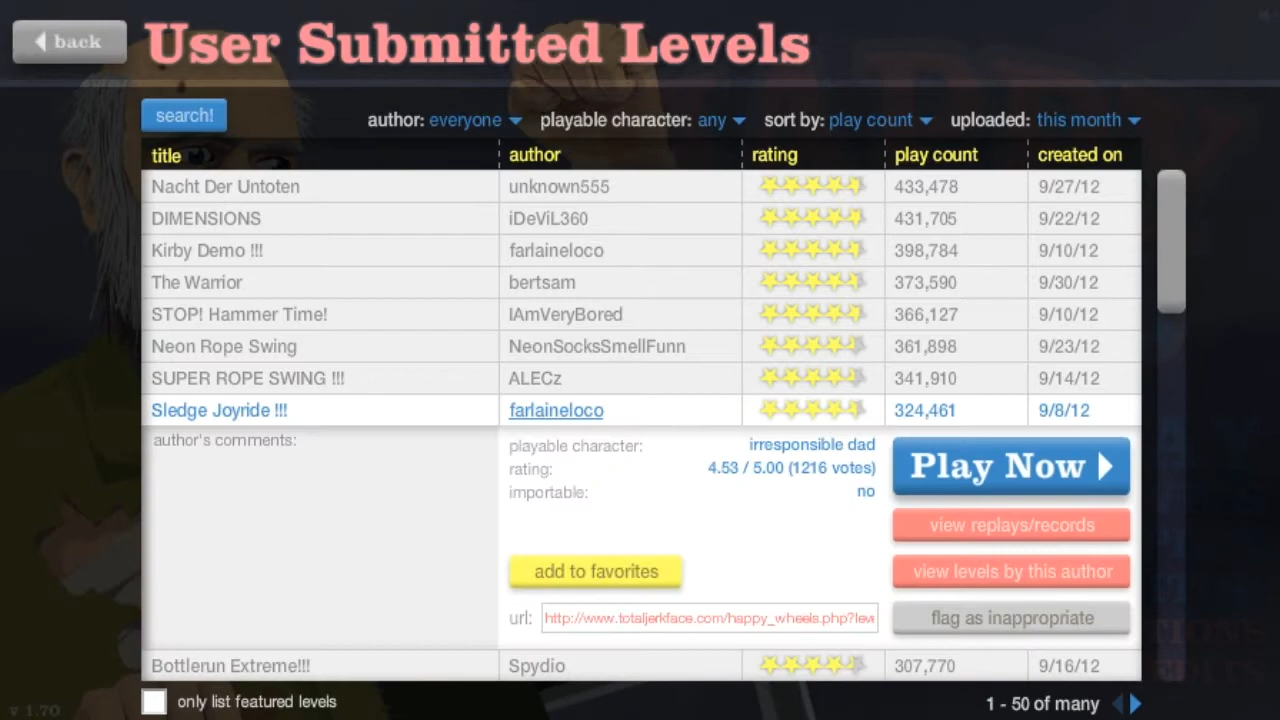 back
User Submitted Levels
search!
author: everyone playable character: any sort by: play count uploaded: this month
title author rating play count created on
Nacht Der Untoten unknown555 433,478 9/27/12
DIMENSIONS iDeViL360 431,705 9/22/12
Kirby Demo !!! farlaineloco 398,784 9/10/12
The Warrior bertsam 373,590 9/30/12
STOP! Hammer Time! IAmVeryBored 366,127 9/10/12
Neon Rope Swing NeonSocksSmellFunn 361,898 9/23/12
SUPER ROPE SWING !!! ALECz 341,910 9/14/12
Sledge Joyride !!! farlaineloco 324,461 9/8/12
author's comments:
playable character: irresponsible dad
rating: 4.53 / 5.00 (1216 votes)
importable: no
Play Now
view replays/records
add to favorites
view levels by this author
url: http://www.totaljerkface.com/happy_wheels.php?lev
flag as inappropriate
Bottlerun Extreme!!! Spydio 307,770 9/16/12
only list featured levels
1 - 50 of many
v 1.70